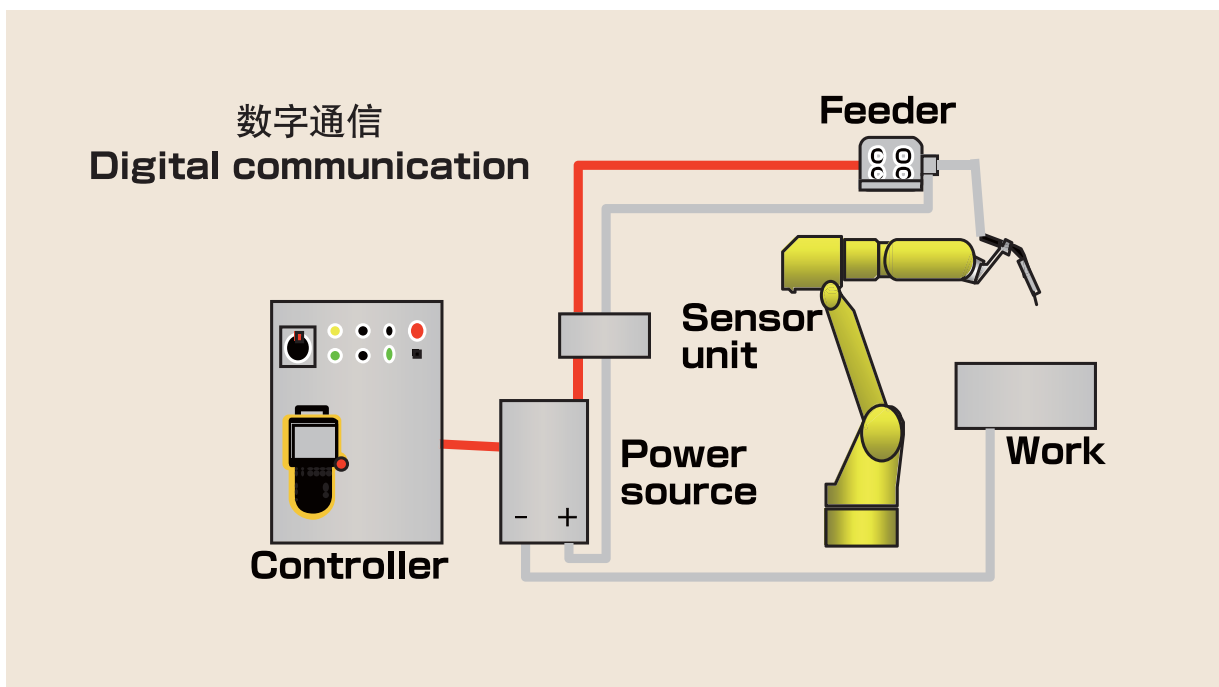 数字通信
Digital communication
Feeder
Sensor
unit
Power
source
- +
Work
Controller